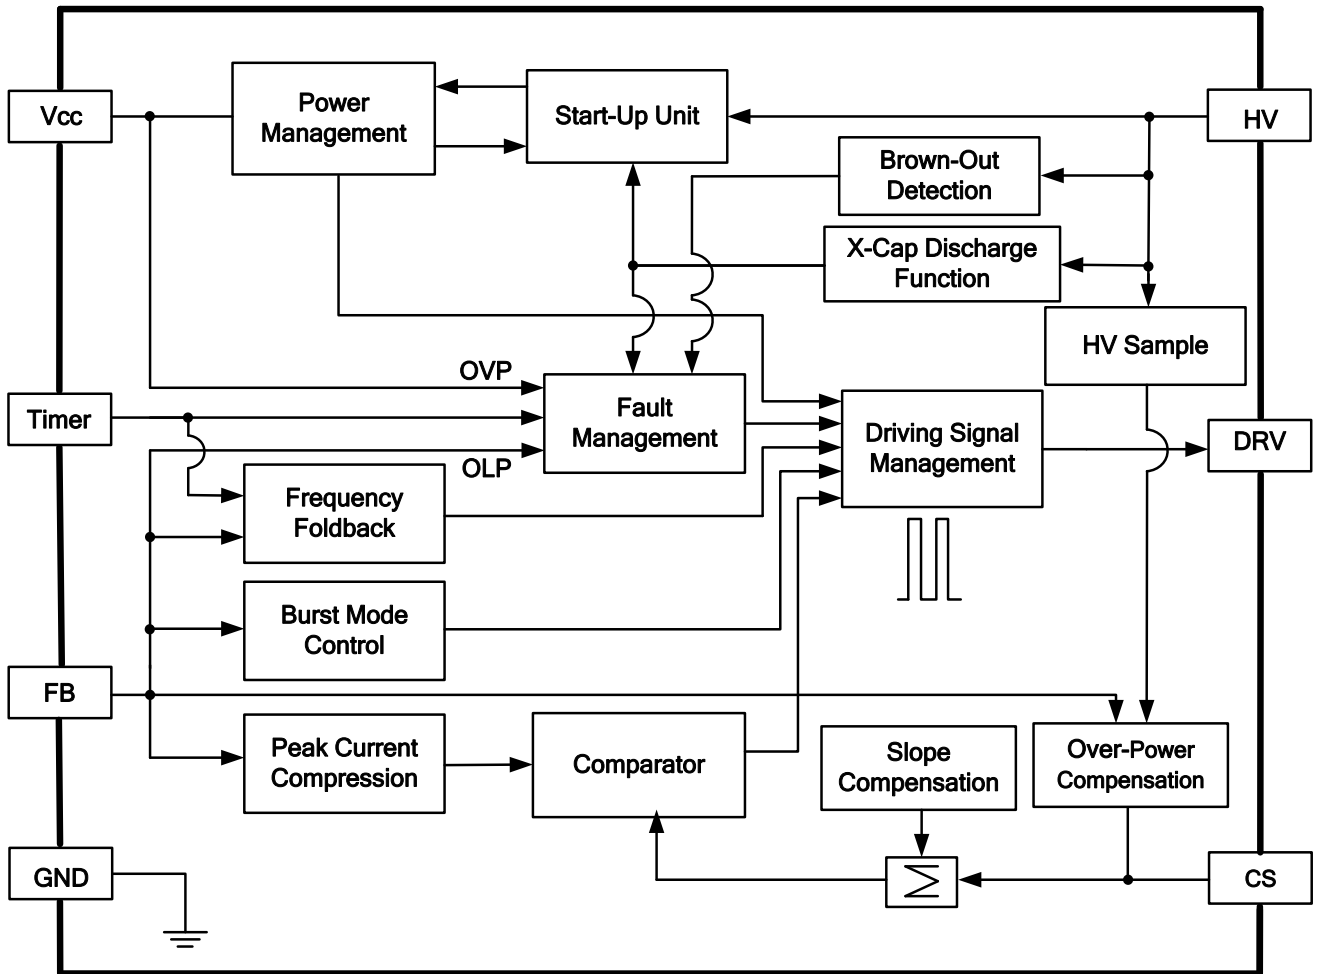 Vcc
Power
Management
Start-Up Unit
HV
Brown-Out
Detection
X-Cap Discharge
Function
HV Sample
OVP
Timer
Fault
Management
Driving Signal
Management
DRV
OLP
Frequency
Foldback
Burst Mode
Control
FB
Peak Current
Compression
Comparator
Slope
Compensation
Over-Power
Compensation
GND
Σ
CS